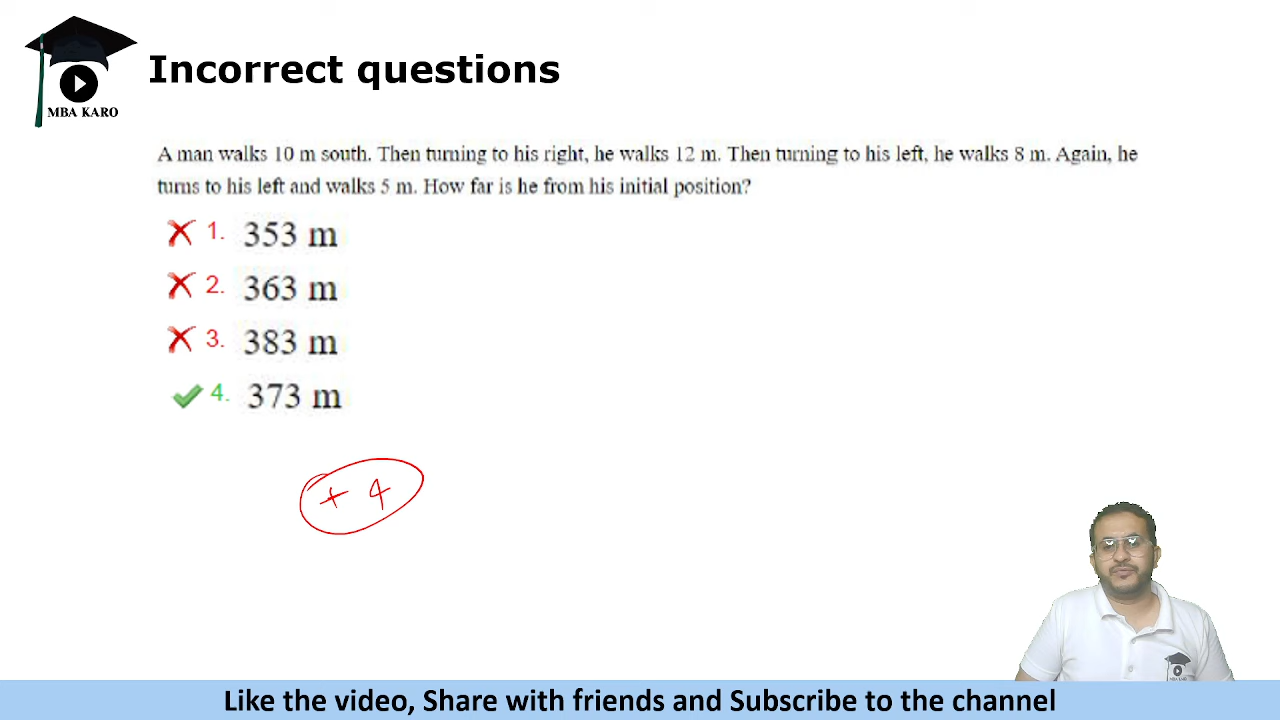 Incorrect questions
MBA KARO
A man walks 10 m south. Then turning to his right, he walks 12 m. Then turning to his left, he walks 8 m. Again, he
turns to his left and walks 5 m. How far is he from his initial position?
1. 353 m
2. 363 m
3. 383 m
4. 373 m
+ 4
Like the video, Share with friends and Subscribe to the channel